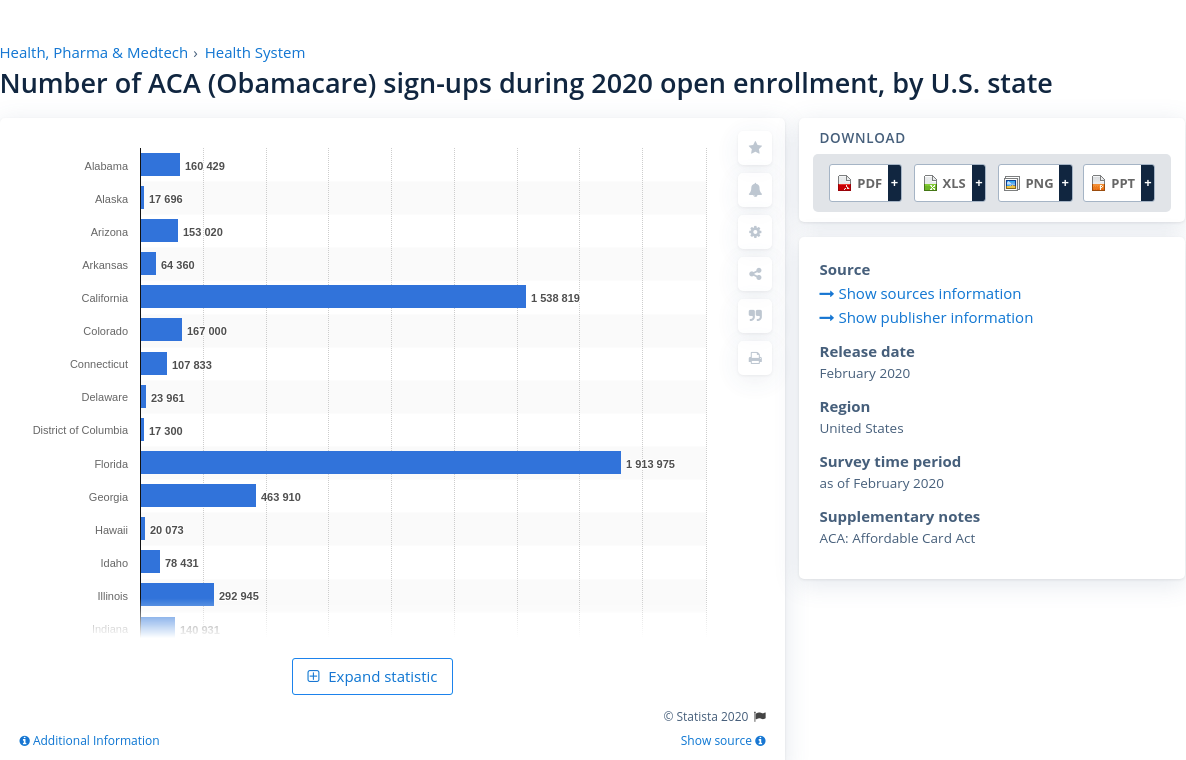 Health, Pharma & Medtech › Health System
Number of ACA (Obamacare) sign-ups during 2020 open enrollment, by U.S. state
Alabama 160 429
Alaska 17 696
Arizona 153 020
Arkansas 64 360
California 1 538 819
Colorado 167 000
Connecticut 107 833
Delaware 23 961
District of Columbia 17 300
Florida 1 913 975
Georgia 463 910
Hawaii 20 073
Idaho 78 431
Illinois 292 945
Indiana 140 931
Expand statistic
© Statista 2020
Additional Information
Show source
DOWNLOAD
PDF + XLS + PNG + PPT +
Source
Show sources information
Show publisher information
Release date
February 2020
Region
United States
Survey time period
as of February 2020
Supplementary notes
ACA: Affordable Card Act